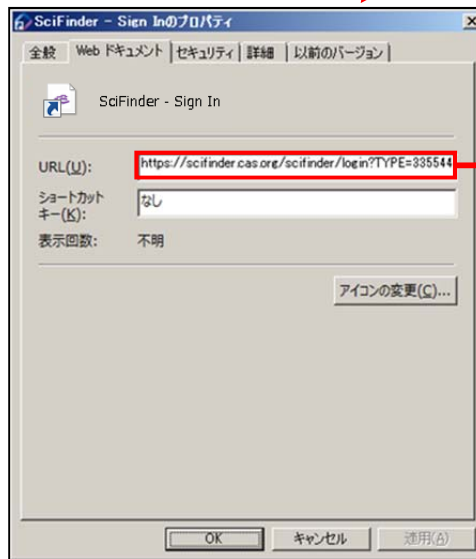 SciFinder - Sign Inのプロパティ
全般 Web ドキュメント セキュリティ 詳細 以前のバージョン
SciFinder - Sign In
URL(U): https://scifinder.cas.org/scifinder/login?TYPE=335544
ショートカット
キー(K): なし
表示回数: 不明
アイコンの変更(C)...
OK キャンセル 適用(A)